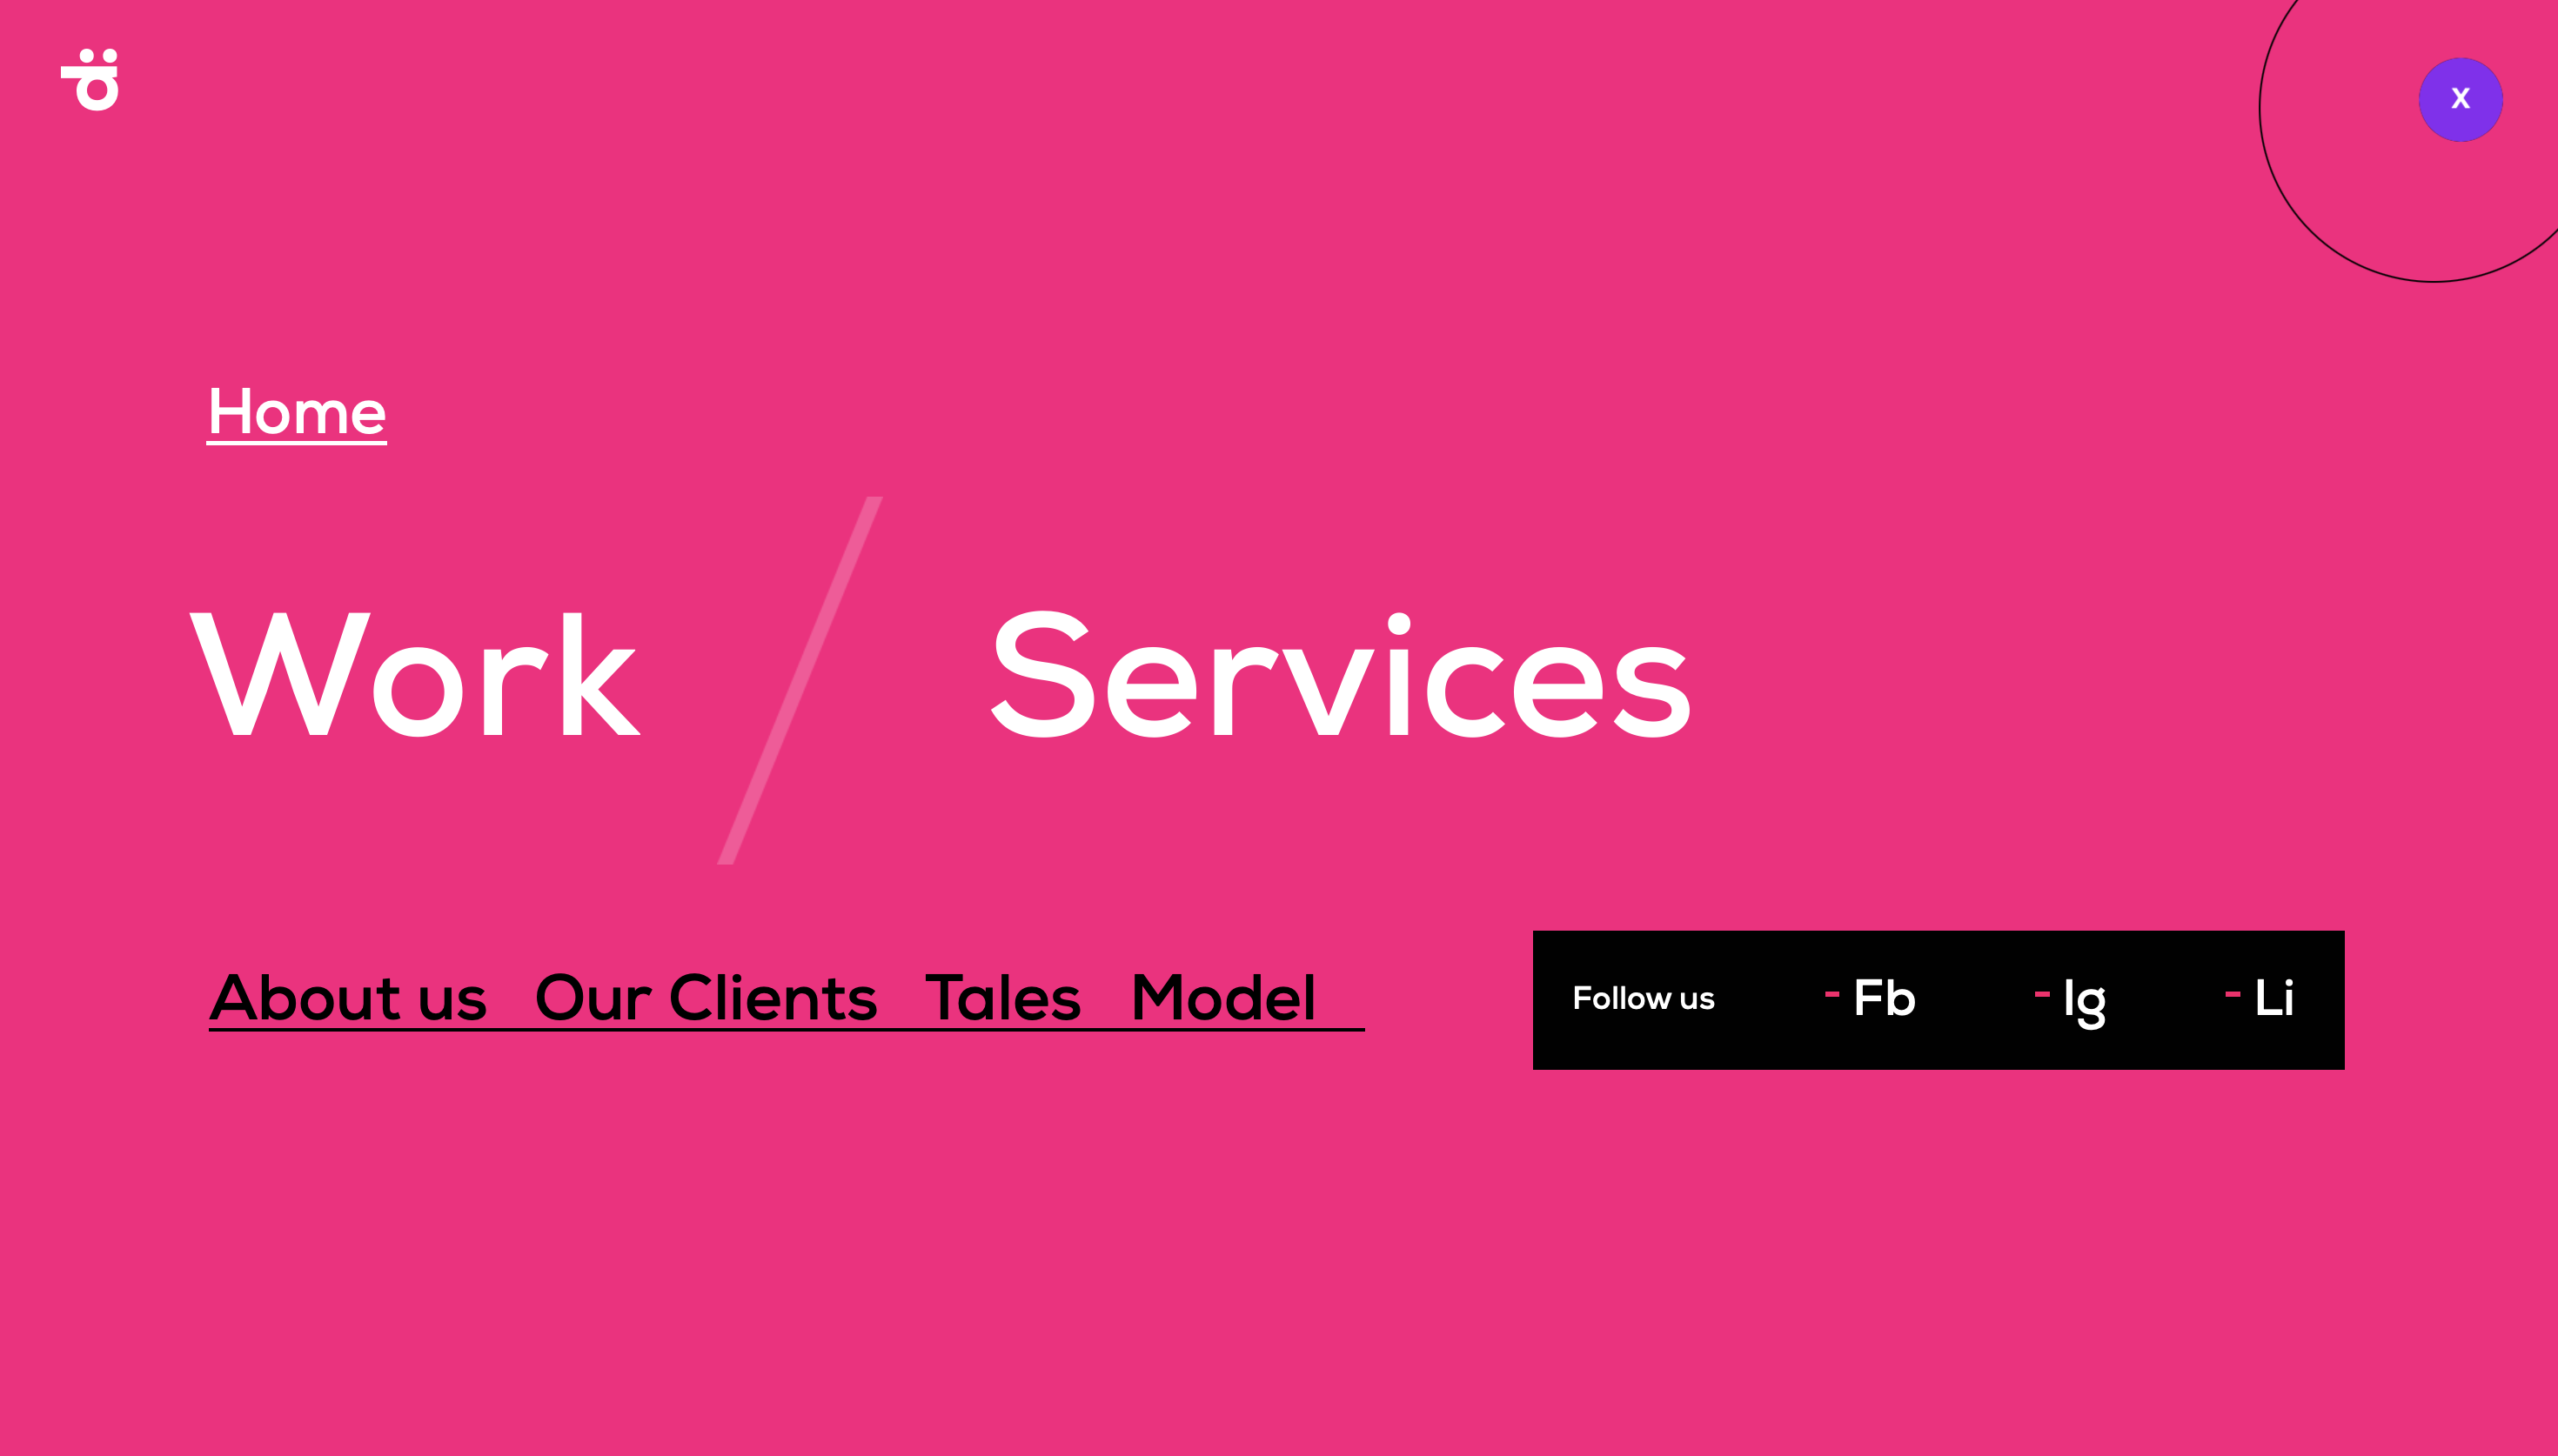 X
Home
Work / Services
About us Our Clients Tales Model
Follow us - Fb - Ig - Li